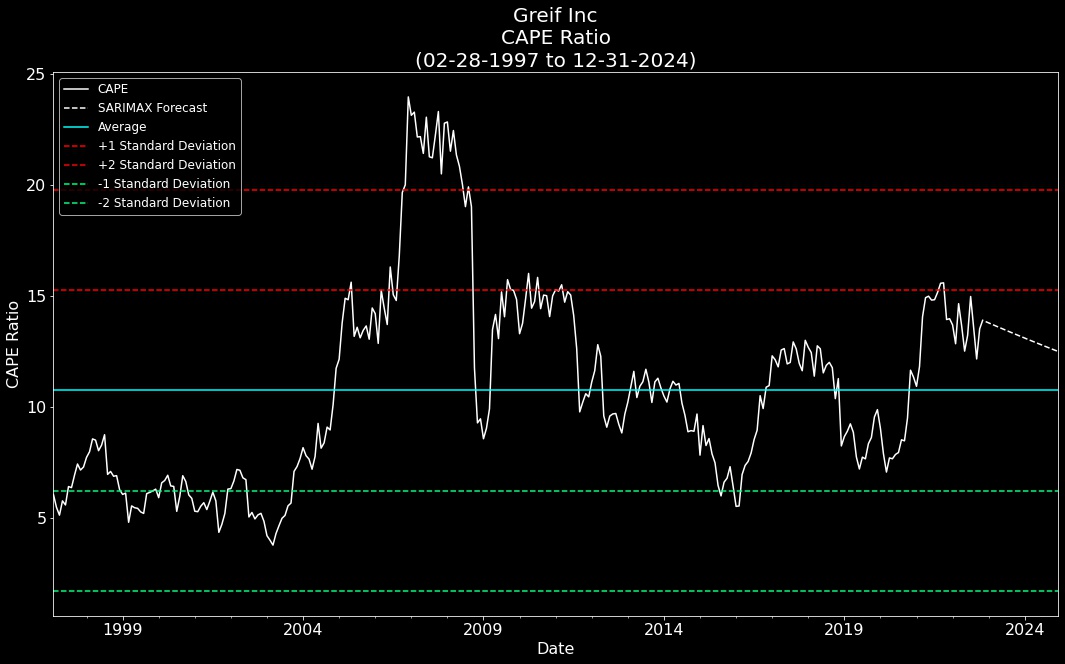 Greif Inc
CAPE Ratio
(02-28-1997 to 12-31-2024)
CAPE
SARIMAX Forecast
Average
+1 Standard Deviation
+2 Standard Deviation
-1 Standard Deviation
-2 Standard Deviation
25
20
15
10
5
CAPE Ratio
1999 2004 2009 2014 2019 2024
Date